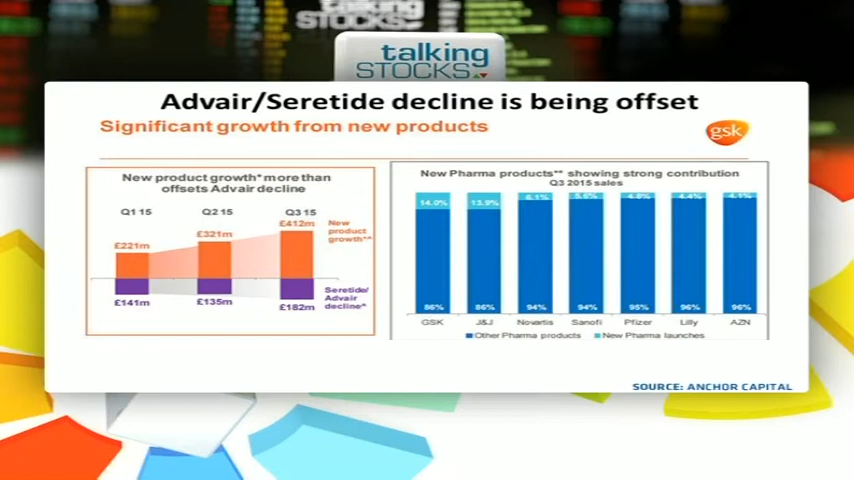 STOCKS
talking
STOCKS
Advair/Seretide decline is being offset
Significant growth from new products
gsk
New product growth* more than
offsets Advair decline
Q1 15 Q2 15 Q3 15
£221m £321m £412m
New
product
growth^^
£141m £135m £182m
Seretide/
Advair
decline^
New Pharma products** showing strong contribution
Q3 2015 sales
14.0% 13.9% 6.1% 5.6% 4.8% 4.4% 4.1%
86% 86% 94% 94% 95% 96% 96%
GSK J&J Novartis Sanofi Pfizer Lilly AZN
Other Pharma products New Pharma launches
SOURCE: ANCHOR CAPITAL